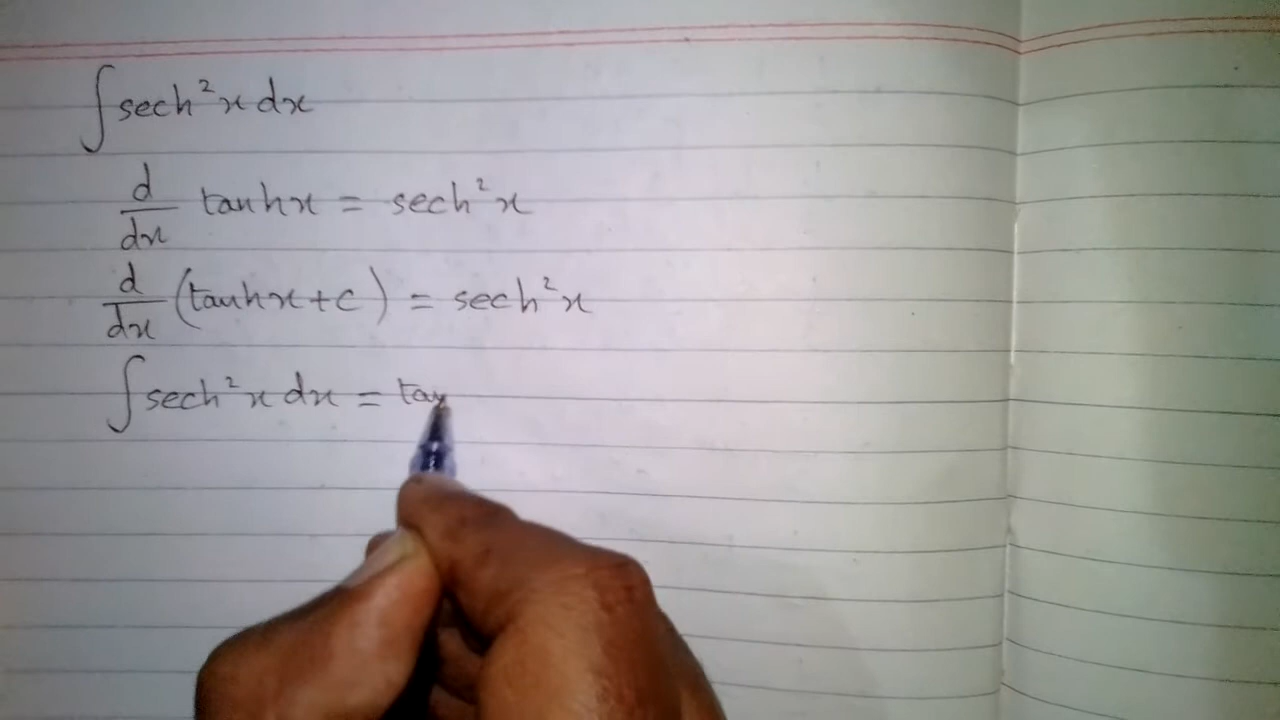 ∫ sech²x dx
d/dx tanhx = sech²x
d/dx (tanhx + c) = sech²x
∫ sech²x dx = tan